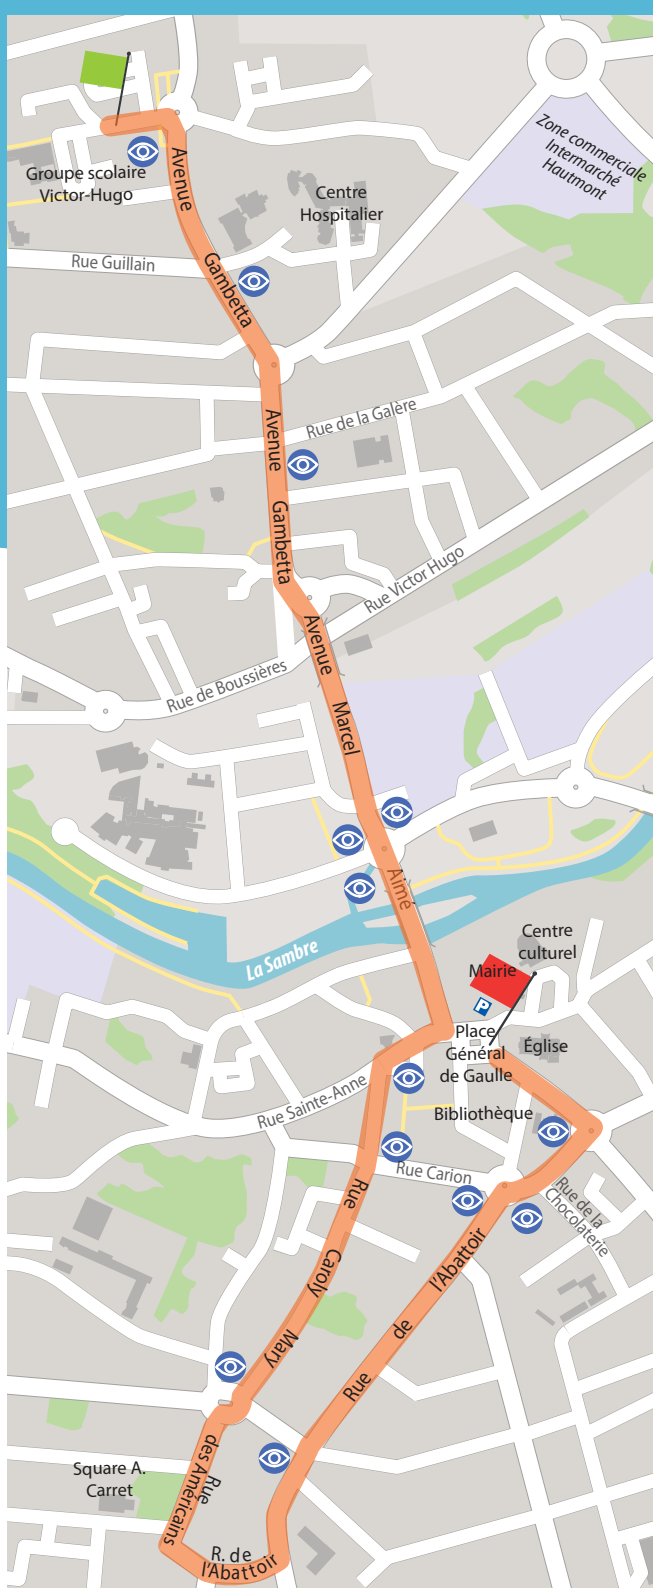 Zone commerciale
Intermarché
Hautmont
Avenue
Groupe scolaire
Victor-Hugo
Centre
Hospitalier
Rue Guillain
Gambetta
Rue de la Galère
Avenue
Gambetta
Rue Victor Hugo
Avenue
Rue de Boussières
Marcel
Aimé
La Sambre
Centre
culturel
Mairie
P
Place
Général
de Gaulle
Église
Rue Sainte-Anne
Bibliothèque
Rue Carion
Rue de la
Chocolaterie
Rue
Caroly
Mary
l'Abattoir
de
Rue
Square A.
Carret
Rue
des Américains
R. de
l'Abattoir